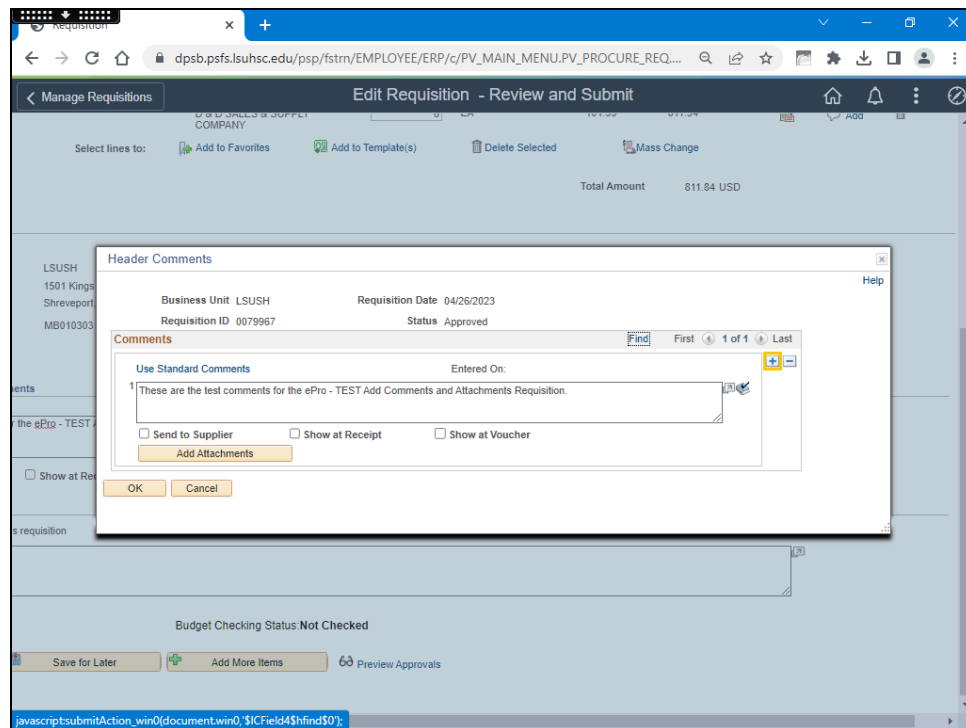 Requisition
dpsb.psfs.lsuhsc.edu/psp/fstrn/EMPLOYEE/ERP/c/PV_MAIN_MENU.PV_PROCURE_REQ....
Manage Requisitions
Edit Requisition - Review and Submit
D & D SALES & SUPPLY
COMPANY
EA
Add
Select lines to: Add to Favorites Add to Template(s) Delete Selected Mass Change
Total Amount 811.84 USD
Header Comments
Help
LSUSH
1501 Kings
Shreveport,
MB010303
Business Unit LSUSH Requisition Date 04/26/2023
Requisition ID 0079967 Status Approved
Comments Find First 1 of 1 Last
Use Standard Comments Entered On:
1 These are the test comments for the ePro - TEST Add Comments and Attachments Requisition.
Send to Supplier Show at Receipt Show at Voucher
Add Attachments
OK Cancel
ments
r the ePro - TEST A
Show at Rec
s requisition
Budget Checking Status:Not Checked
Save for Later Add More Items Preview Approvals
javascript:submitAction_win0(document.win0,'$ICField4$hfind$0');